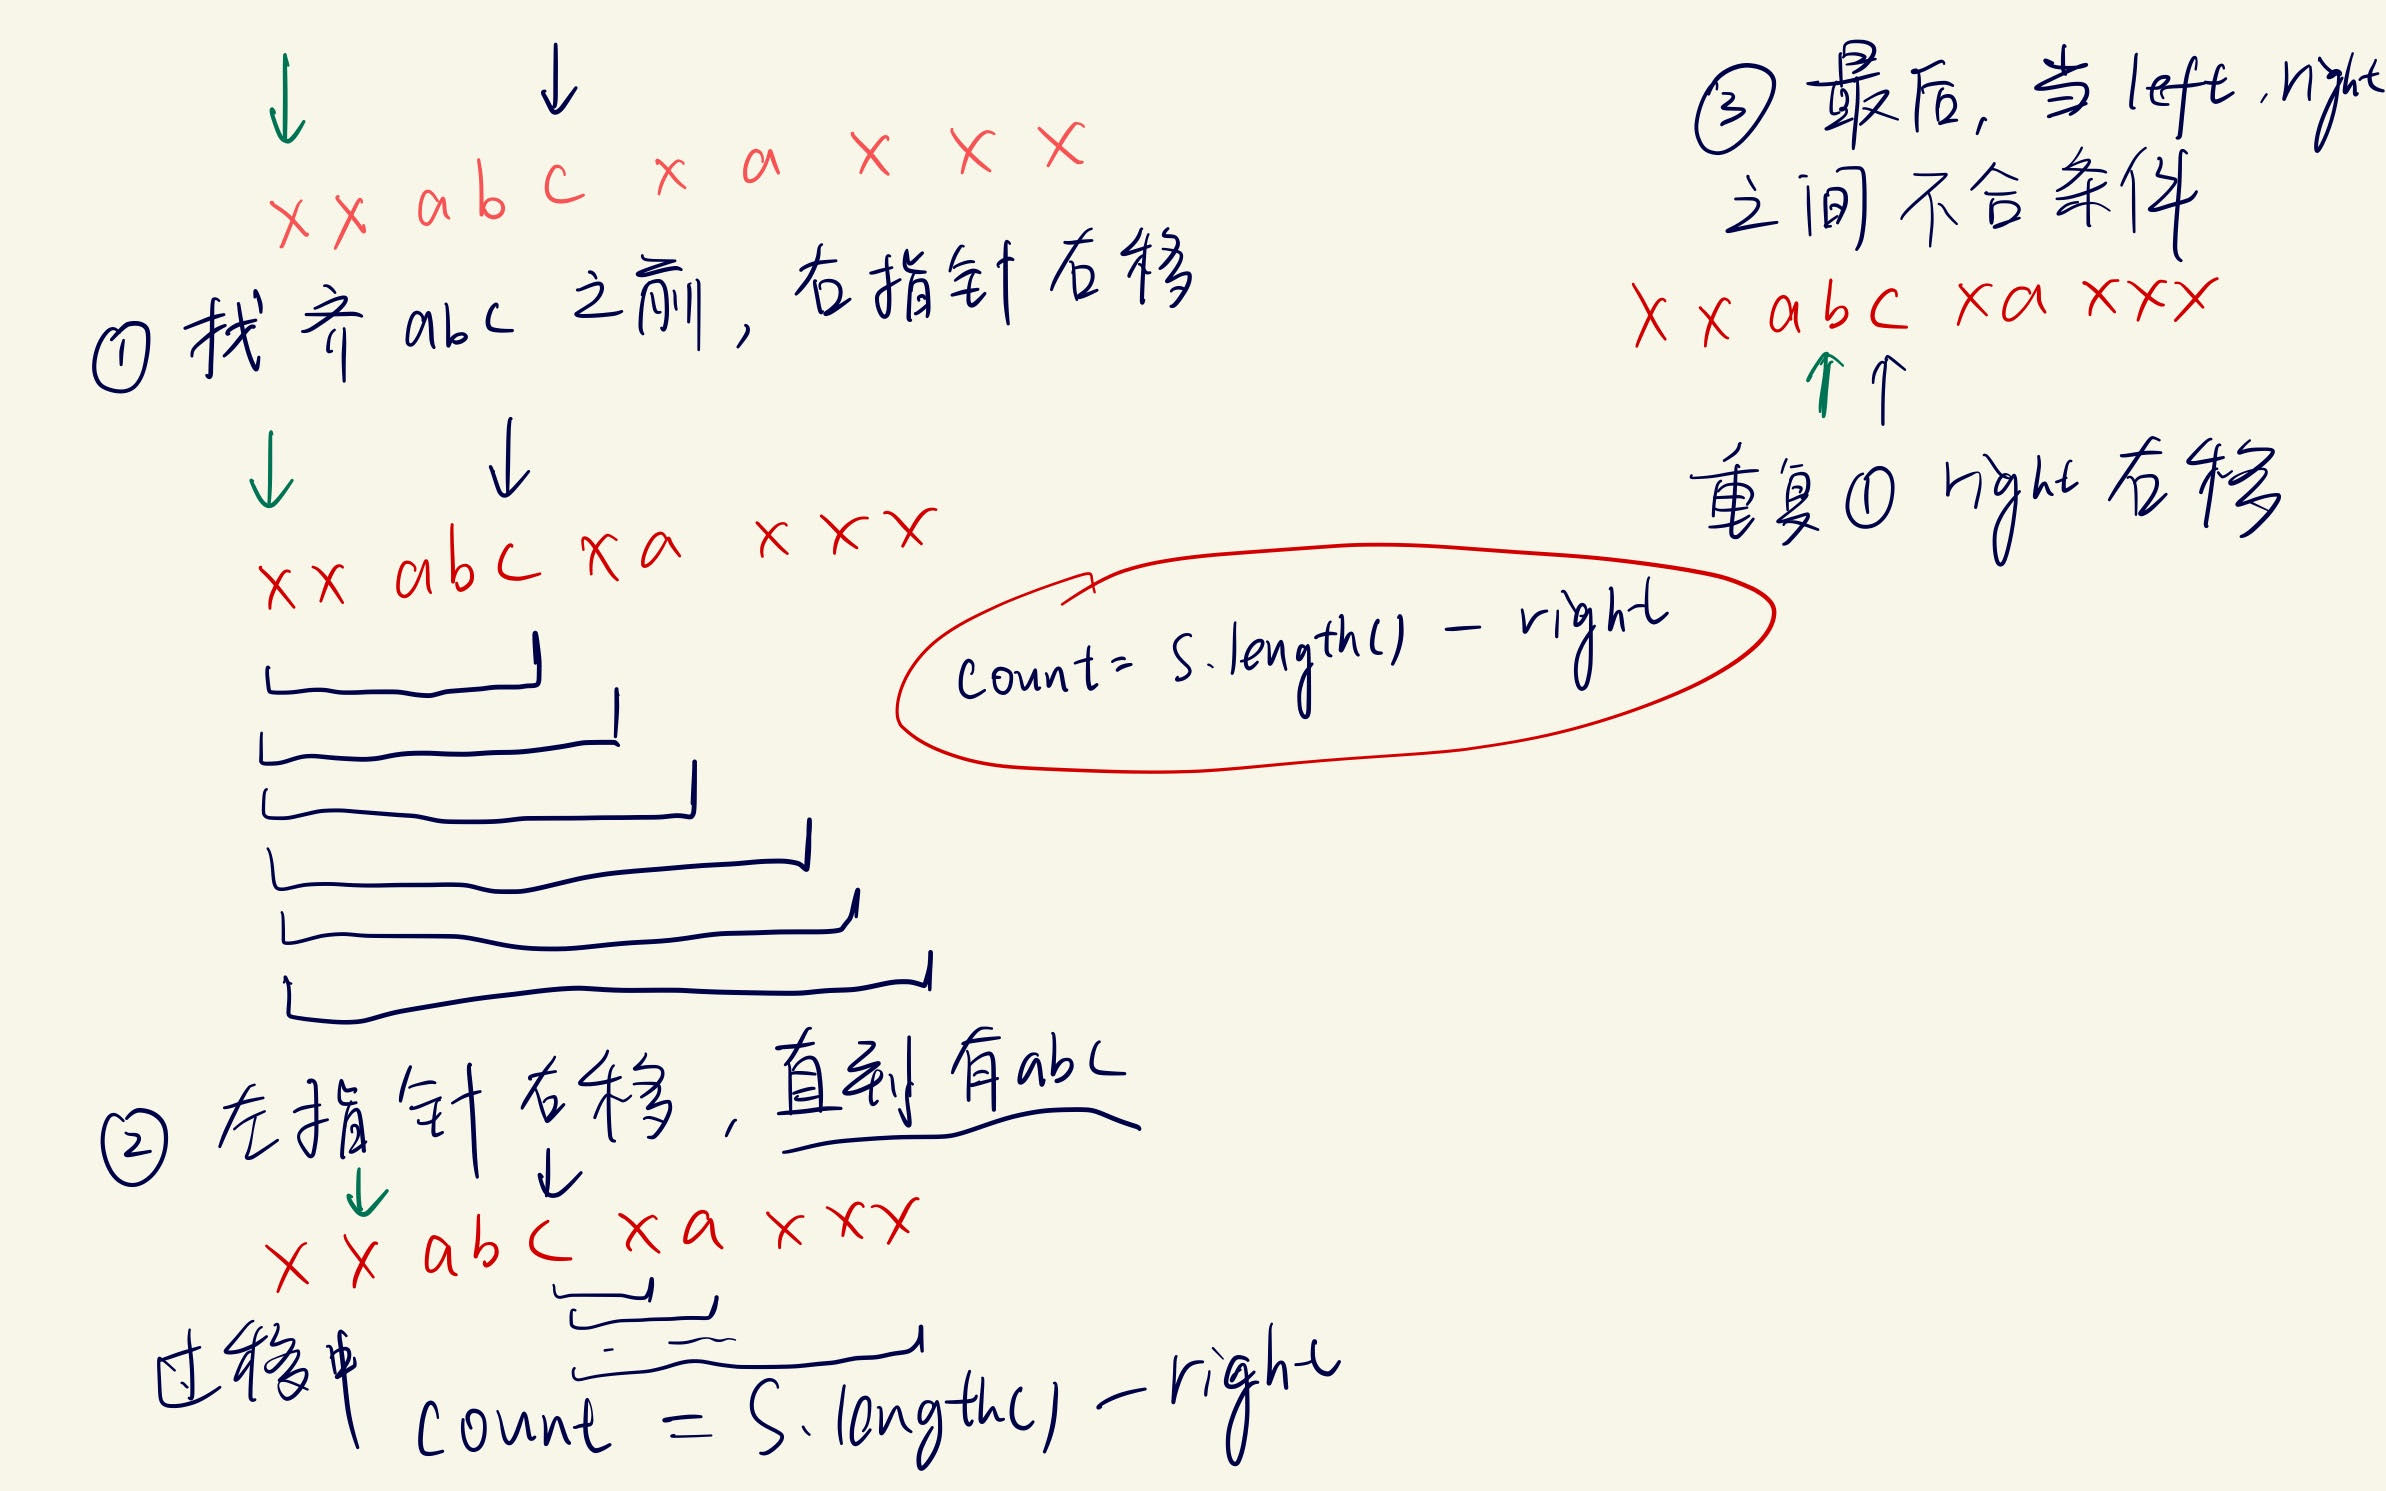 x x a b c x a x x x
① 找齐 abc 之前, 右指针右移
x x a b c x a x x x
count = S.length() - right
② 左指针右移, 直到有abc
x x a b c x a x x x
过程中
count = S.length() - right
③ 最后, 当 left, right
之间不合条件
x x a b c x a x x x
重复① right 右移